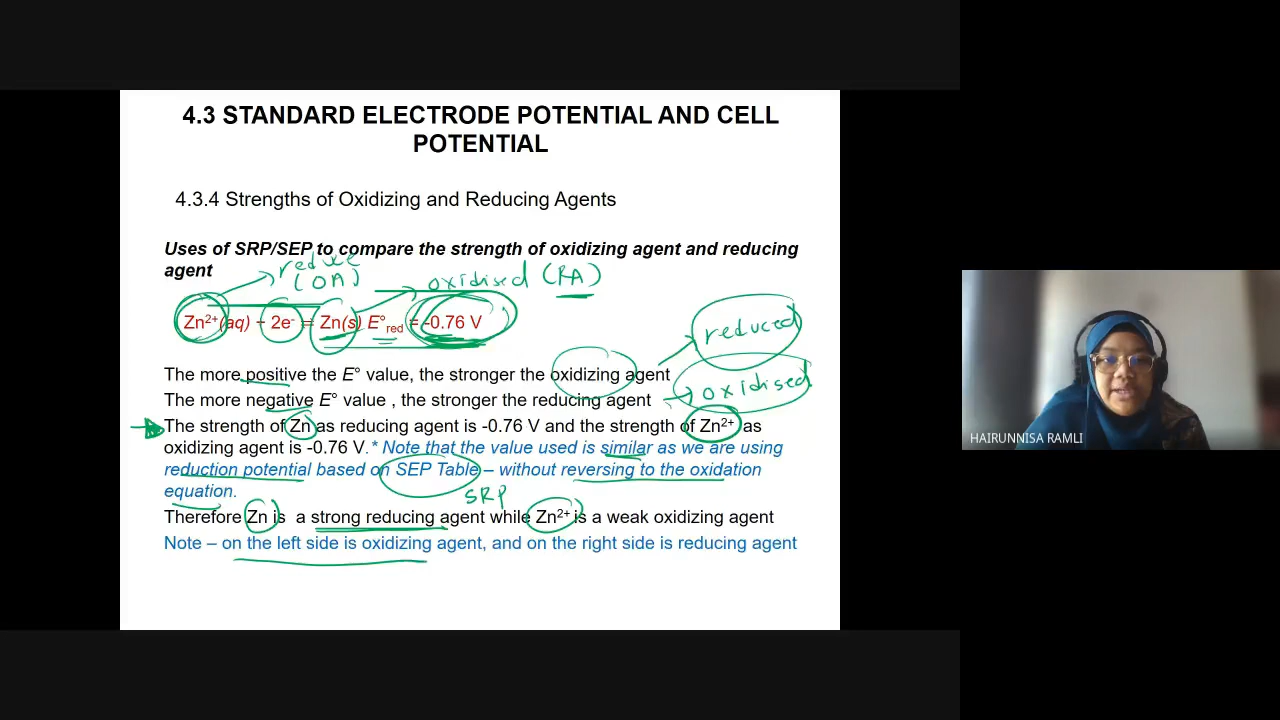 4.3 STANDARD ELECTRODE POTENTIAL AND CELL
POTENTIAL
4.3.4 Strengths of Oxidizing and Reducing Agents
Uses of SRP/SEP to compare the strength of oxidizing agent and reducing
agent
reduce
(OA)
oxidised (RA)
Zn²⁺(aq) + 2e⁻ ⇌ Zn(s) E°red = -0.76 V
reduced
The more positive the E° value, the stronger the oxidizing agent
oxidised
The more negative E° value , the stronger the reducing agent
The strength of Zn as reducing agent is -0.76 V and the strength of Zn²⁺ as
oxidizing agent is -0.76 V.* Note that the value used is similar as we are using
reduction potential based on SEP Table – without reversing to the oxidation
equation.
SRP
Therefore Zn is a strong reducing agent while Zn²⁺ is a weak oxidizing agent
Note – on the left side is oxidizing agent, and on the right side is reducing agent
HAIRUNNISA RAMLI